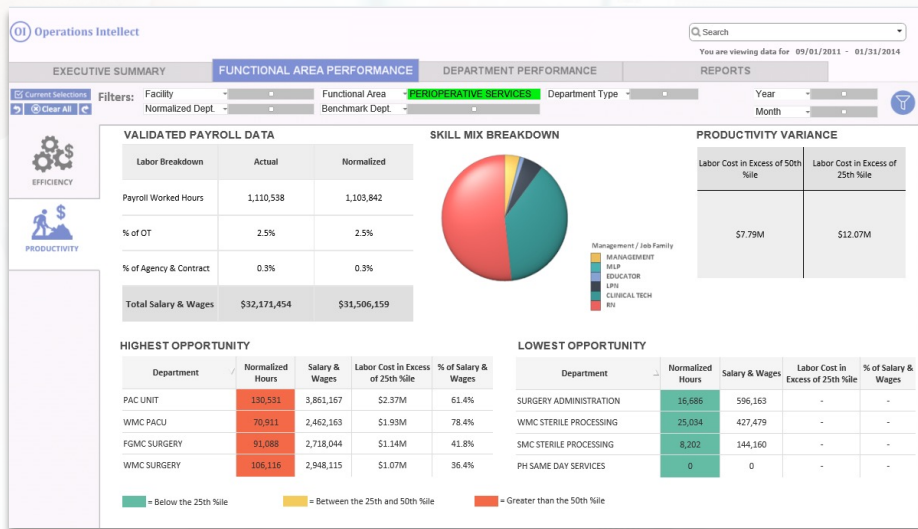 OI Operations Intellect
Search
You are viewing data for 09/01/2011 - 01/31/2014
EXECUTIVE SUMMARY FUNCTIONAL AREA PERFORMANCE DEPARTMENT PERFORMANCE REPORTS
Current Selections
Clear All
Filters: Facility Functional Area PERIOPERATIVE SERVICES Department Type Year
Normalized Dept. Benchmark Dept. Month
EFFICIENCY
PRODUCTIVITY
VALIDATED PAYROLL DATA
Labor Breakdown Actual Normalized
Payroll Worked Hours 1,110,538 1,103,842
% of OT 2.5% 2.5%
% of Agency & Contract 0.3% 0.3%
Total Salary & Wages $32,171,454 $31,506,159
SKILL MIX BREAKDOWN
Management / Job Family
MANAGEMENT
MLP
EDUCATOR
LPN
CLINICAL TECH
RN
PRODUCTIVITY VARIANCE
Labor Cost in Excess of 50th %ile Labor Cost in Excess of 25th %ile
$7.79M $12.07M
HIGHEST OPPORTUNITY
Department Normalized Hours Salary & Wages Labor Cost in Excess of 25th %ile % of Salary & Wages
PAC UNIT 130,531 3,861,167 $2.37M 61.4%
WMC PACU 70,911 2,462,163 $1.93M 78.4%
FGMC SURGERY 91,088 2,718,044 $1.14M 41.8%
WMC SURGERY 106,116 2,948,115 $1.07M 36.4%
LOWEST OPPORTUNITY
Department Normalized Hours Salary & Wages Labor Cost in Excess of 25th %ile % of Salary & Wages
SURGERY ADMINISTRATION 16,686 596,163 - -
WMC STERILE PROCESSING 25,034 427,479 - -
SMC STERILE PROCESSING 8,202 144,160 - -
PH SAME DAY SERVICES 0 0 - -
= Below the 25th %ile = Between the 25th and 50th %ile = Greater than the 50th %ile